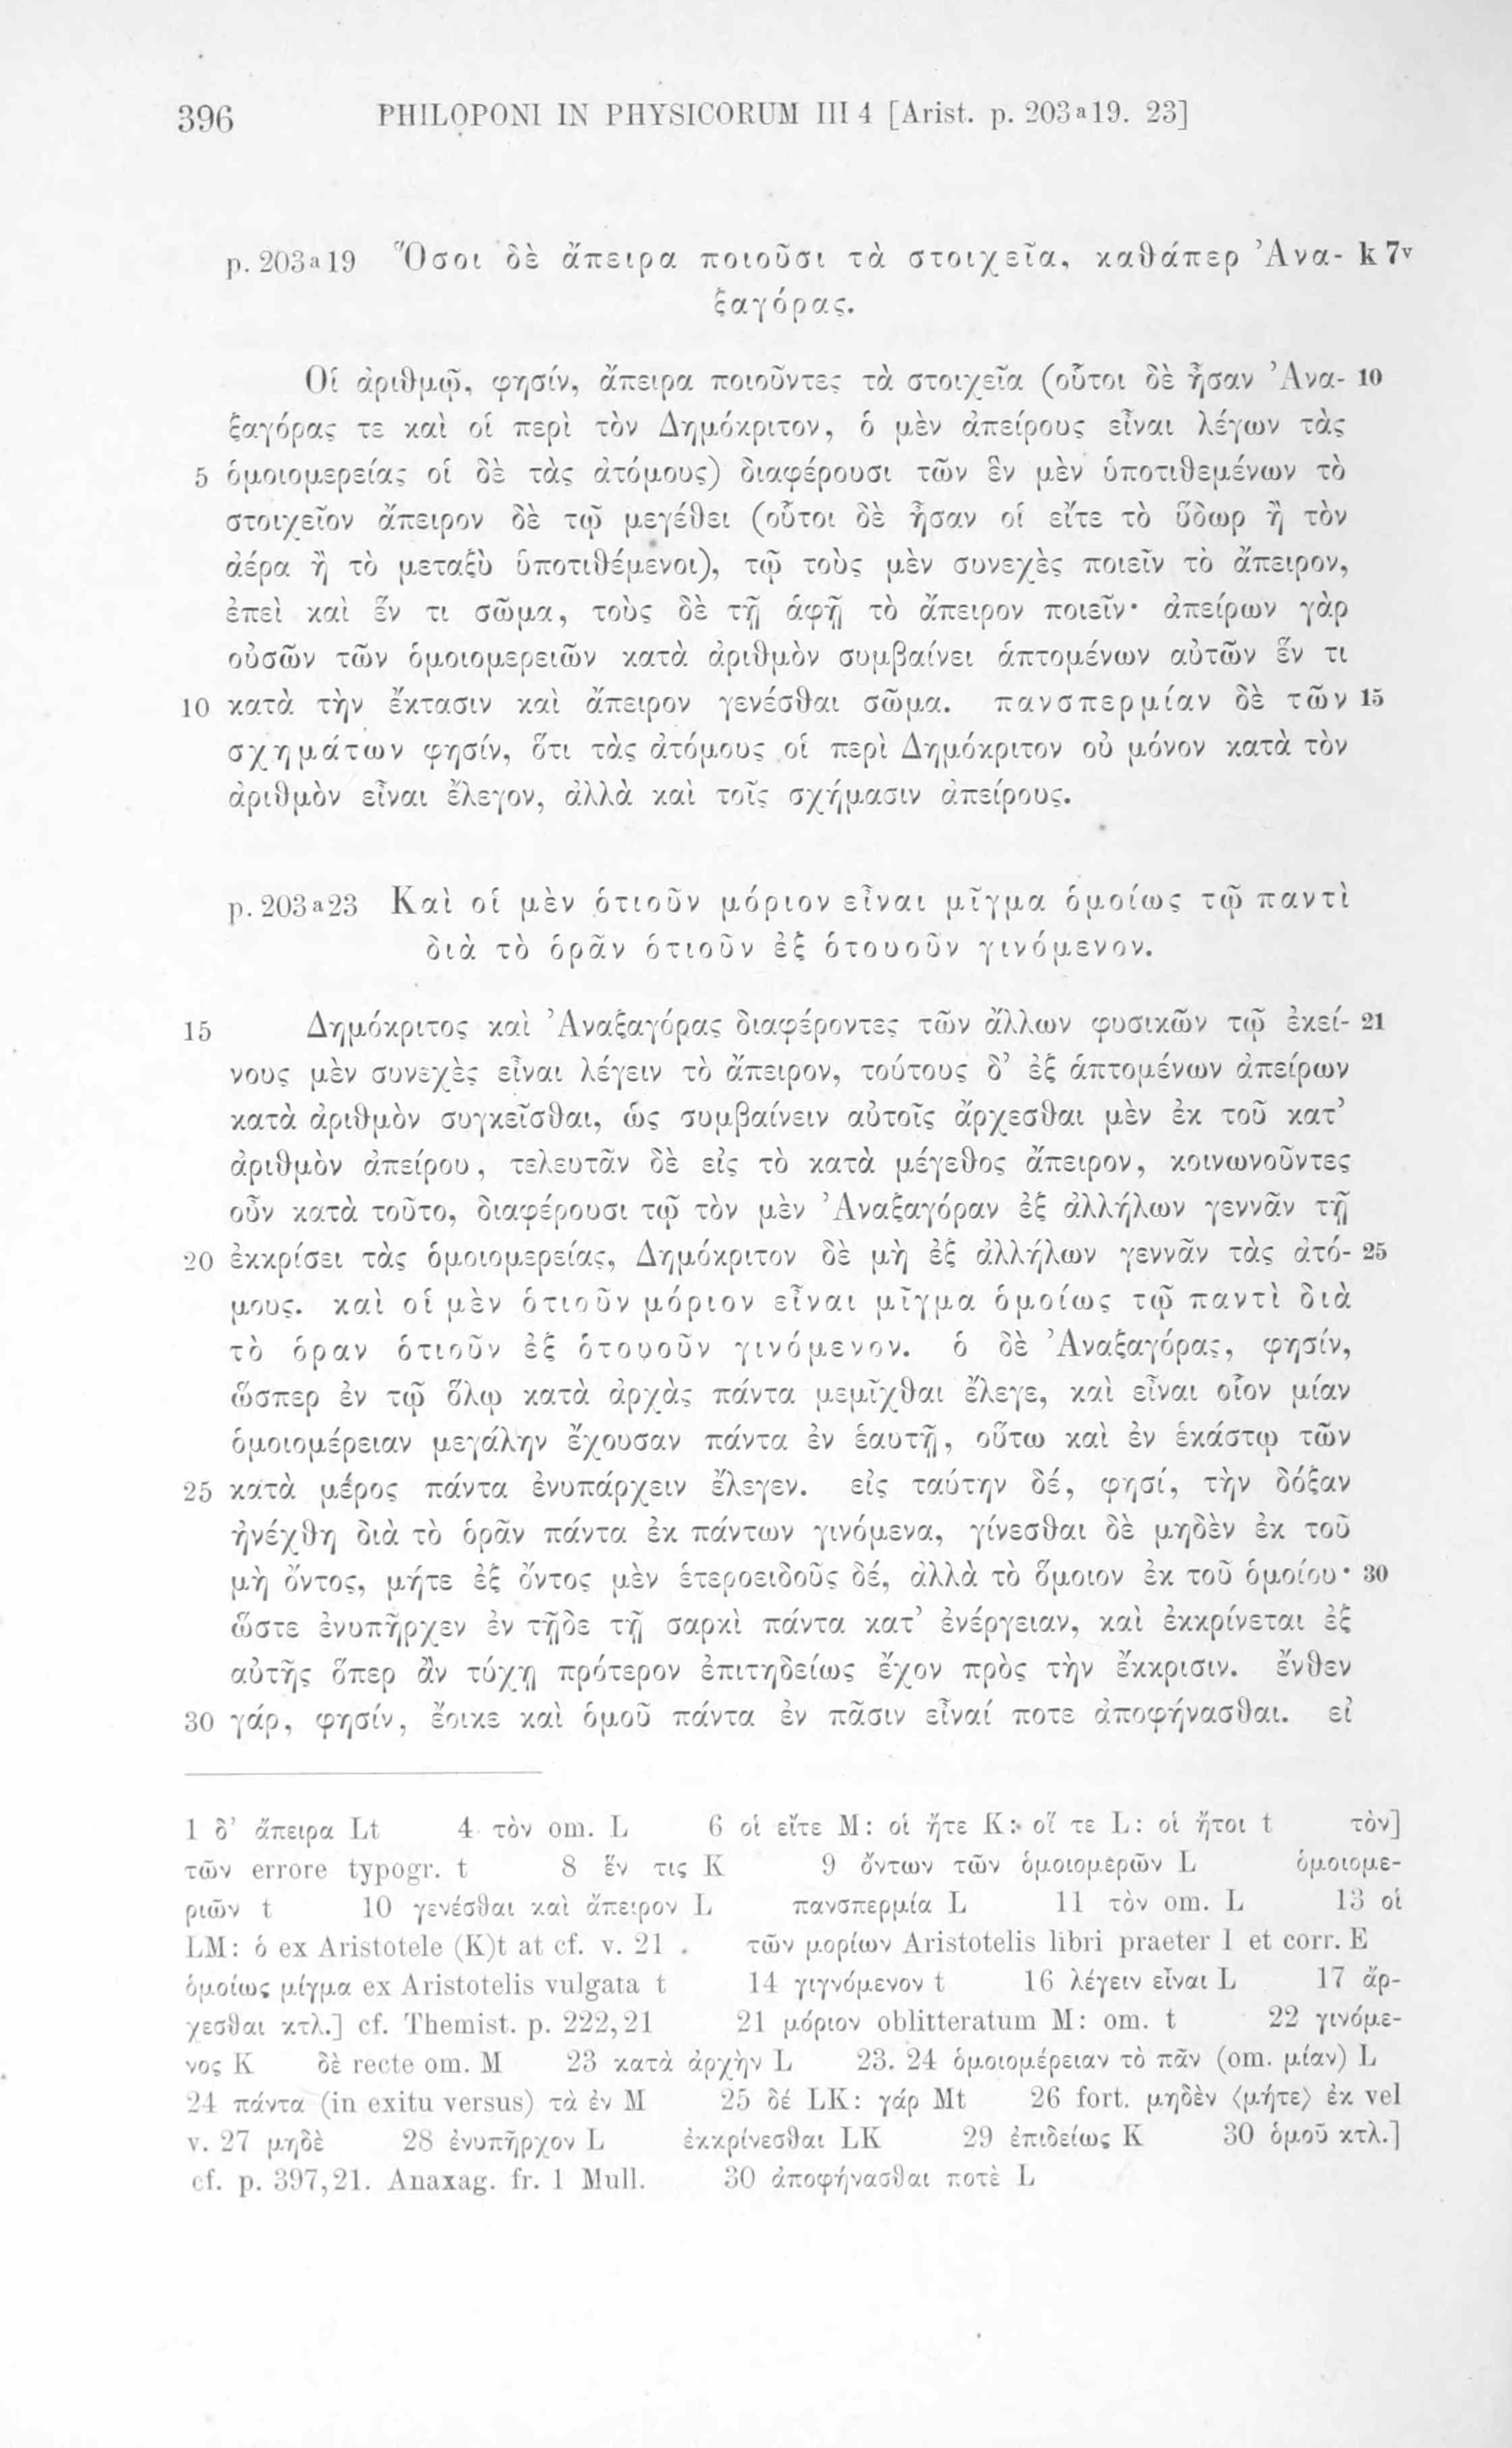 396 PHILOPONI IN PHYSICORUM III 4 [Arist. p. 203a19. 23]
p. 203a19 Ὅσοι δὲ ἄπειρα ποιοῦσι τὰ στοιχεῖα, καθάπερ Ἀνα- k 7v
ξαγόρας.
Οἱ ἀριθμῷ, φησίν, ἄπειρα ποιοῦντες τὰ στοιχεῖα (οὗτοι δὲ ἦσαν Ἀνα- 10
ξαγόρας τε καὶ οἱ περὶ τὸν Δημόκριτον, ὁ μὲν ἀπείρους εἶναι λέγων τὰς
5 ὁμοιομερείας οἱ δὲ τὰς ἀτόμους) διαφέρουσι τῶν ἓν μὲν ὑποτιθεμένων τὸ
στοιχεῖον ἄπειρον δὲ τῷ μεγέθει (οὗτοι δὲ ἦσαν οἱ εἴτε τὸ ὕδωρ ἢ τὸν
ἀέρα ἢ τὸ μεταξὺ ὑποτιθέμενοι), τῷ τοὺς μὲν συνεχὲς ποιεῖν τὸ ἄπειρον,
ἐπεὶ καὶ ἕν τι σῶμα, τοὺς δὲ τῇ ἁφῇ τὸ ἄπειρον ποιεῖν· ἀπείρων γὰρ
οὐσῶν τῶν ὁμοιομερειῶν κατὰ ἀριθμὸν συμβαίνει ἁπτομένων αὐτῶν ἕν τι
10 κατὰ τὴν ἔκτασιν καὶ ἄπειρον γενέσθαι σῶμα. πανσπερμίαν δὲ τῶν 15
σχημάτων φησίν, ὅτι τὰς ἀτόμους οἱ περὶ Δημόκριτον οὐ μόνον κατὰ τὸν
ἀριθμὸν εἶναι ἔλεγον, ἀλλὰ καὶ τοῖς σχήμασιν ἀπείρους.
p. 203a23 Καὶ οἱ μὲν ὁτιοῦν μόριον εἶναι μῖγμα ὁμοίως τῷ παντὶ
διὰ τὸ ὁρᾶν ὁτιοῦν ἐξ ὁτουοῦν γινόμενον.
15 Δημόκριτος καὶ Ἀναξαγόρας διαφέροντες τῶν ἄλλων φυσικῶν τῷ ἐκεί- 21
νους μὲν συνεχὲς εἶναι λέγειν τὸ ἄπειρον, τούτους δ’ ἐξ ἁπτομένων ἀπείρων
κατὰ ἀριθμὸν συγκεῖσθαι, ὡς συμβαίνειν αὐτοῖς ἄρχεσθαι μὲν ἐκ τοῦ κατ’
ἀριθμὸν ἀπείρου, τελευτᾶν δὲ εἰς τὸ κατὰ μέγεθος ἄπειρον, κοινωνοῦντες
οὖν κατὰ τοῦτο, διαφέρουσι τῷ τὸν μὲν Ἀναξαγόραν ἐξ ἀλλήλων γεννᾶν τῇ
20 ἐκκρίσει τὰς ὁμοιομερείας, Δημόκριτον δὲ μὴ ἐξ ἀλλήλων γεννᾶν τὰς ἀτό- 25
μους. καὶ οἱ μὲν ὁτιοῦν μόριον εἶναι μῖγμα ὁμοίως τῷ παντὶ διὰ
τὸ ὁραν ὁτιοῦν ἐξ ὁτουοῦν γινόμενον. ὁ δὲ Ἀναξαγόρας, φησίν,
ὥσπερ ἐν τῷ ὅλῳ κατὰ ἀρχὰς πάντα μεμῖχθαι ἔλεγε, καὶ εἶναι οἷον μίαν
ὁμοιομέρειαν μεγάλην ἔχουσαν πάντα ἐν ἑαυτῇ, οὕτω καὶ ἐν ἑκάστῳ τῶν
25 κατὰ μέρος πάντα ἐνυπάρχειν ἔλεγεν. εἰς ταύτην δέ, φησί, τὴν δόξαν
ἠνέχθη διὰ τὸ ὁρᾶν πάντα ἐκ πάντων γινόμενα, γίνεσθαι δὲ μηδὲν ἐκ τοῦ
μὴ ὄντος, μήτε ἐξ ὄντος μὲν ἑτεροειδοῦς δέ, ἀλλὰ τὸ ὅμοιον ἐκ τοῦ ὁμοίου· 30
ὥστε ἐνυπῆρχεν ἐν τῇδε τῇ σαρκὶ πάντα κατ’ ἐνέργειαν, καὶ ἐκκρίνεται ἐξ
αὐτῆς ὅπερ ἂν τύχῃ πρότερον ἐπιτηδείως ἔχον πρὸς τὴν ἔκκρισιν. ἔνθεν
30 γάρ, φησίν, ἔοικε καὶ ὁμοῦ πάντα ἐν πᾶσιν εἶναί ποτε ἀποφήνασθαι. εἰ
1 δ’ ἄπειρα Lt 4 τὸν om. L 6 οἱ εἴτε M: οἱ ἤτε K: οἵ τε L: οἱ ἤτοι t τὸν]
τῶν errore typogr. t 8 ἕν τις K 9 ὄντων τῶν ὁμοιομερῶν L ὁμοιομε-
ριῶν t 10 γενέσθαι καὶ ἄπειρον L πανσπερμία L 11 τὸν om. L 13 οἱ
LM: ὁ ex Aristotele (K)t at cf. v. 21 τῶν μορίων Aristotelis libri praeter I et corr. E
ὁμοίως μίγμα ex Aristotelis vulgata t 14 γιγνόμενον t 16 λέγειν εἶναι L 17 ἄρ-
χεσθαι κτλ.] cf. Themist. p. 222,21 21 μόριον oblitteratum M: om. t 22 γινόμε-
νος K δὲ recte om. M 23 κατὰ ἀρχὴν L 23. 24 ὁμοιομέρειαν τὸ πᾶν (om. μίαν) L
24 πάντα (in exitu versus) τὰ ἐν M 25 δέ LK: γάρ Mt 26 fort. μηδὲν ⟨μήτε⟩ ἐκ vel
v. 27 μηδὲ 28 ἐνυπῆρχον L ἐκκρίνεσθαι LK 29 ἐπιδείως K 30 ὁμοῦ κτλ.]
cf. p. 397,21. Anaxag. fr. 1 Mull. 30 ἀποφήνασθαι ποτὲ L